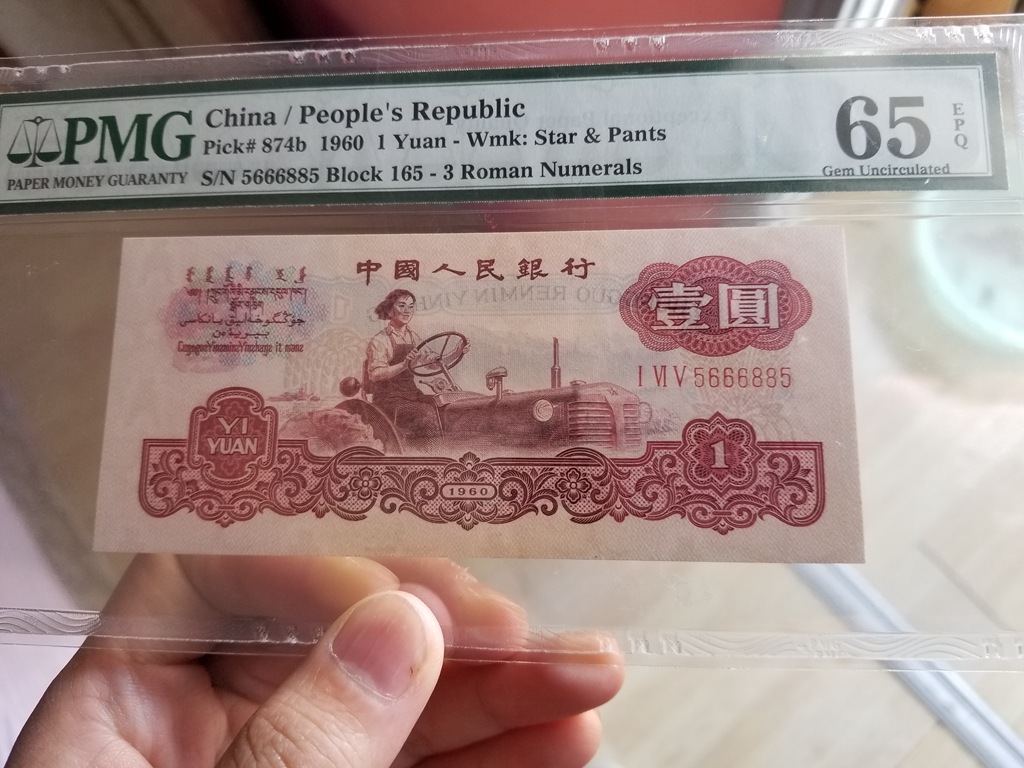 PMG
PAPER MONEY GUARANTY
China / People's Republic
Pick# 874b 1960 1 Yuan - Wmk: Star & Pants
S/N 5666885 Block 165 - 3 Roman Numerals
65
EPQ
Gem Uncirculated
中國人民銀行
壹圓
I VI V 5666885
YI
YUAN
1960
1